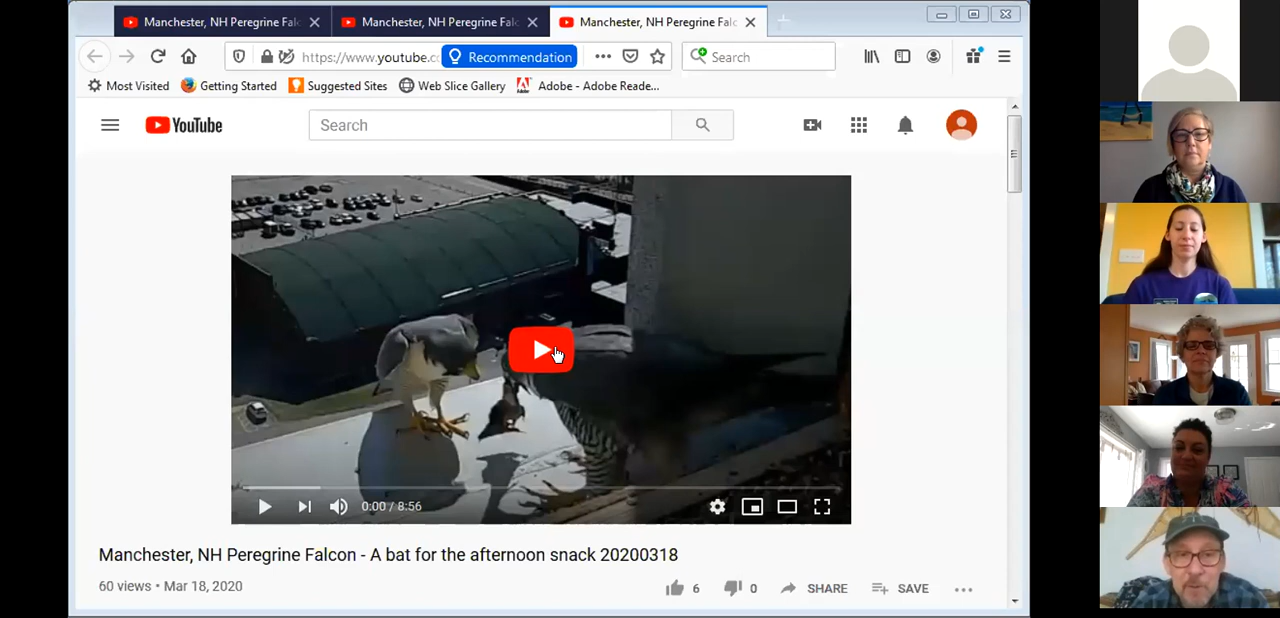 Manchester, NH Peregrine Falc
Manchester, NH Peregrine Falc
Manchester, NH Peregrine Falc
https://www.youtube.c
Recommendation
Search
Most Visited
Getting Started
Suggested Sites
Web Slice Gallery
Adobe - Adobe Reade...
YouTube
Search
0:00 / 8:56
Manchester, NH Peregrine Falcon - A bat for the afternoon snack 20200318
60 views • Mar 18, 2020
6
0
SHARE
SAVE